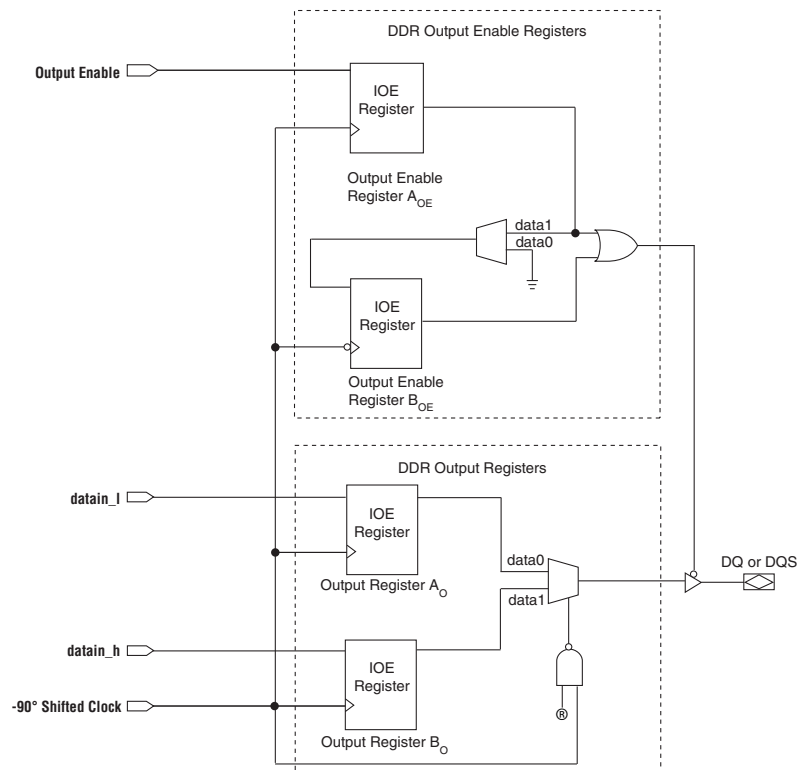 DDR Output Enable Registers
Output Enable
IOE
Register
Output Enable
Register A_OE
data1
data0
IOE
Register
Output Enable
Register B_OE
DDR Output Registers
datain_l
IOE
Register
Output Register A_O
data0
data1
DQ or DQS
datain_h
IOE
Register
-90° Shifted Clock
Output Register B_O
®